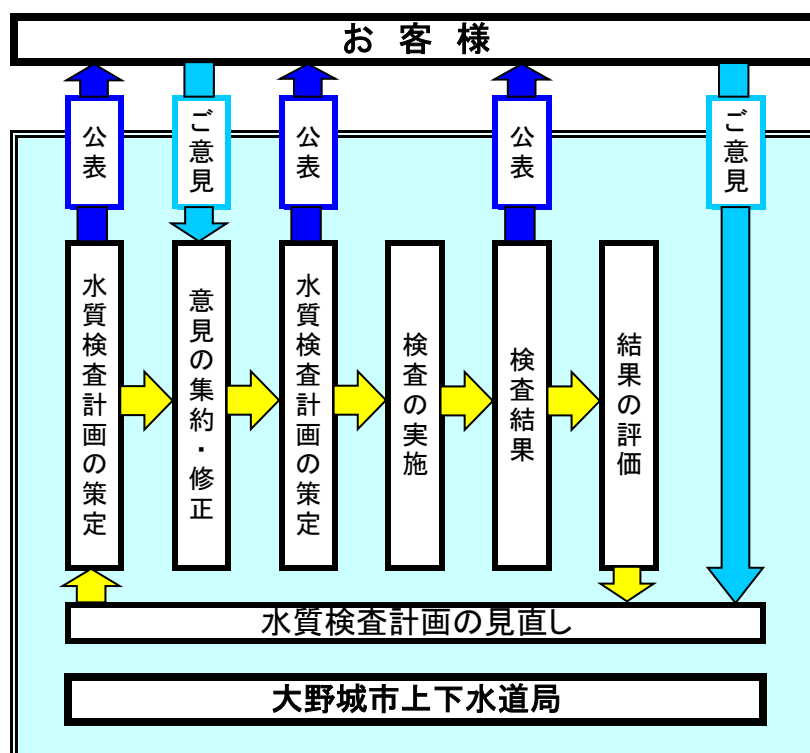 お客様
公表
ご意見
公表
公表
ご意見
水質検査計画の策定
意見の集約・修正
水質検査計画の策定
検査の実施
検査結果
結果の評価
水質検査計画の見直し
大野城市上下水道局